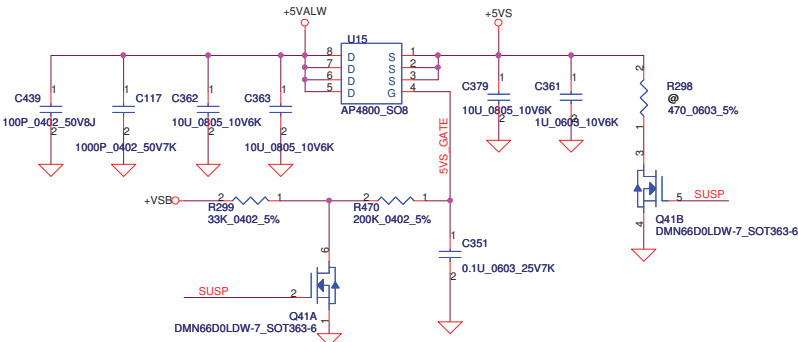 +5VALW
+5VS
U15
8
7
6
5
D
D
D
D
S
S
S
G
1
2
3
4
AP4800_SO8
1
C439
2
100P_0402_50V8J
1
C117
2
1000P_0402_50V7K
1
C362
2
10U_0805_10V6K
1
C363
2
10U_0805_10V6K
1
C379
2
10U_0805_10V6K
1
C361
2
1U_0603_10V6K
2
R298
@
470_0603_5%
1
5VS_GATE
3
5
SUSP
4
Q41B
DMN66D0LDW-7_SOT363-6
+VSB
2
1
R299
33K_0402_5%
2
1
R470
200K_0402_5%
1
C351
2
0.1U_0603_25V7K
6
SUSP
2
1
Q41A
DMN66D0LDW-7_SOT363-6